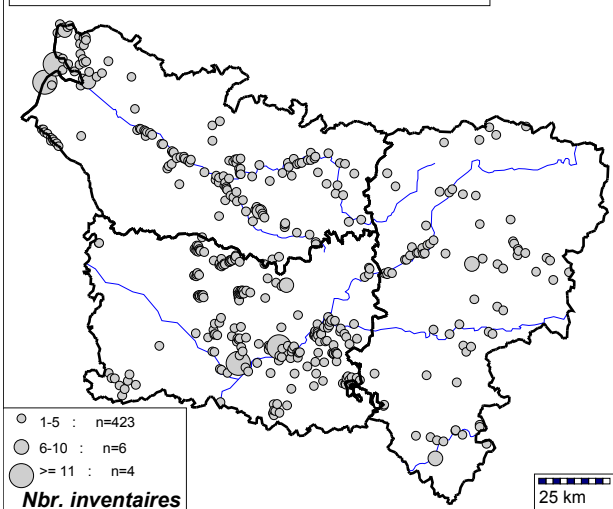 1-5 : n=423
6-10 : n=6
>= 11 : n=4
Nbr. inventaires
25 km